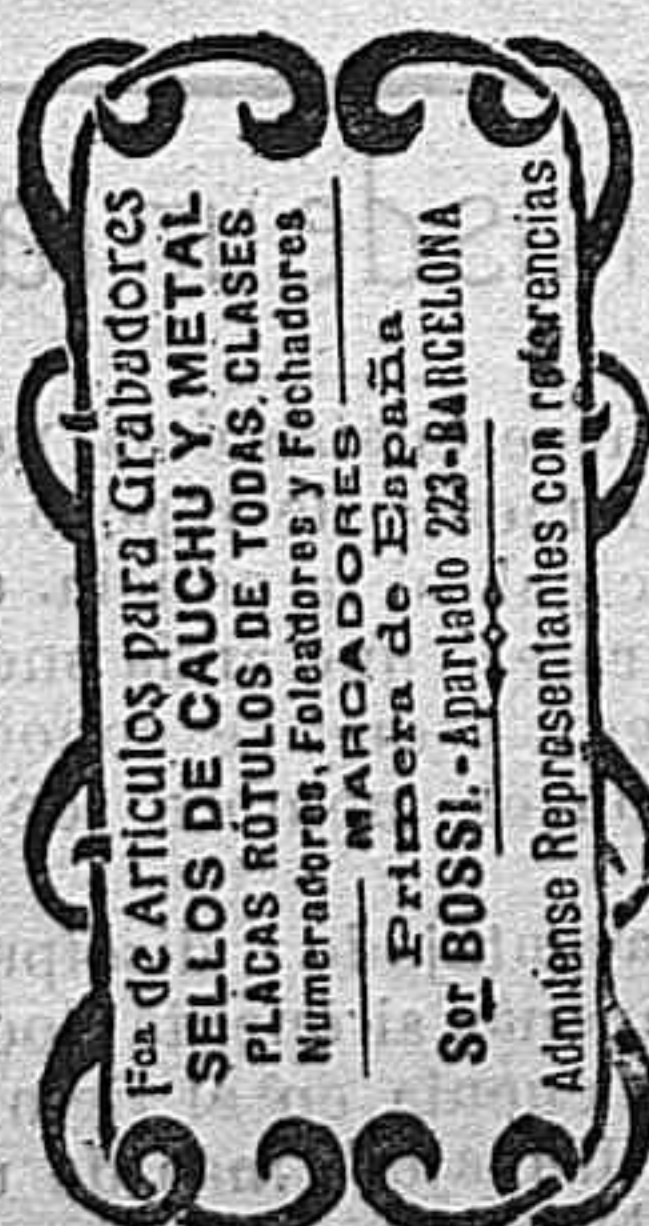 Fca de Artículos para Grabadores
SELLOS DE CAUCHU Y METAL
PLACAS RÓTULOS DE TODAS CLASES
Numeradores, Foleadores y Fechadores
MARCADORES
Primera de España
Sor BOSSI.-Apartado 223-BARCELONA
Admítense Representantes con referencias